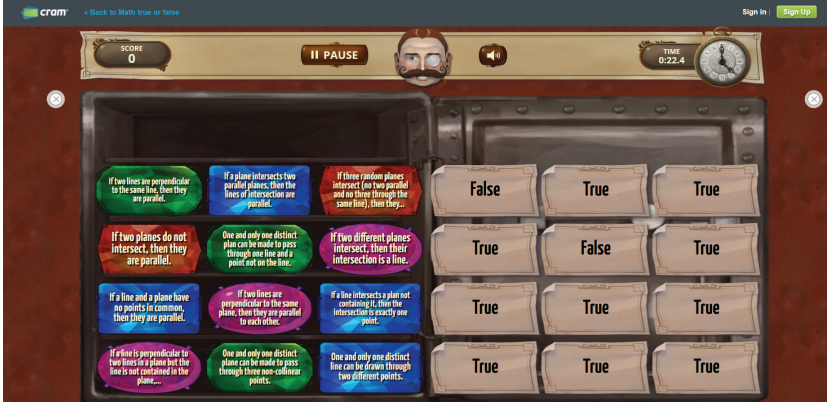 cram
« Back to Math true or false
Sign in |
Sign Up
SCORE
0
PAUSE
TIME
0:22.4
If two lines are perpendicular
to the same line, then they
are parallel.
If a plane intersects two
parallel planes, then the
lines of intersection are
parallel.
If three random planes
intersect (no two parallel
and no three through the
same line), then they...
False
True
True
If two planes do not
intersect, then they
are parallel.
One and only one distinct
plan can be made to pass
through one line and a
point not on the line.
If two different planes
intersect, then their
intersection is a line.
True
False
True
If a line and a plane have
no points in common,
then they are parallel.
If two lines are
perpendicular to the same
plane, then they are parallel
to each other.
If a line intersects a plan not
containing it, then the
intersection is exactly one
point.
True
True
True
If a line is perpendicular to
two lines in a plane but the
line is not contained in the
plane,...
One and only one distinct
plane can be made to pass
through three non-collinear
points.
One and only one distinct
line can be drawn through
two different points.
True
True
True